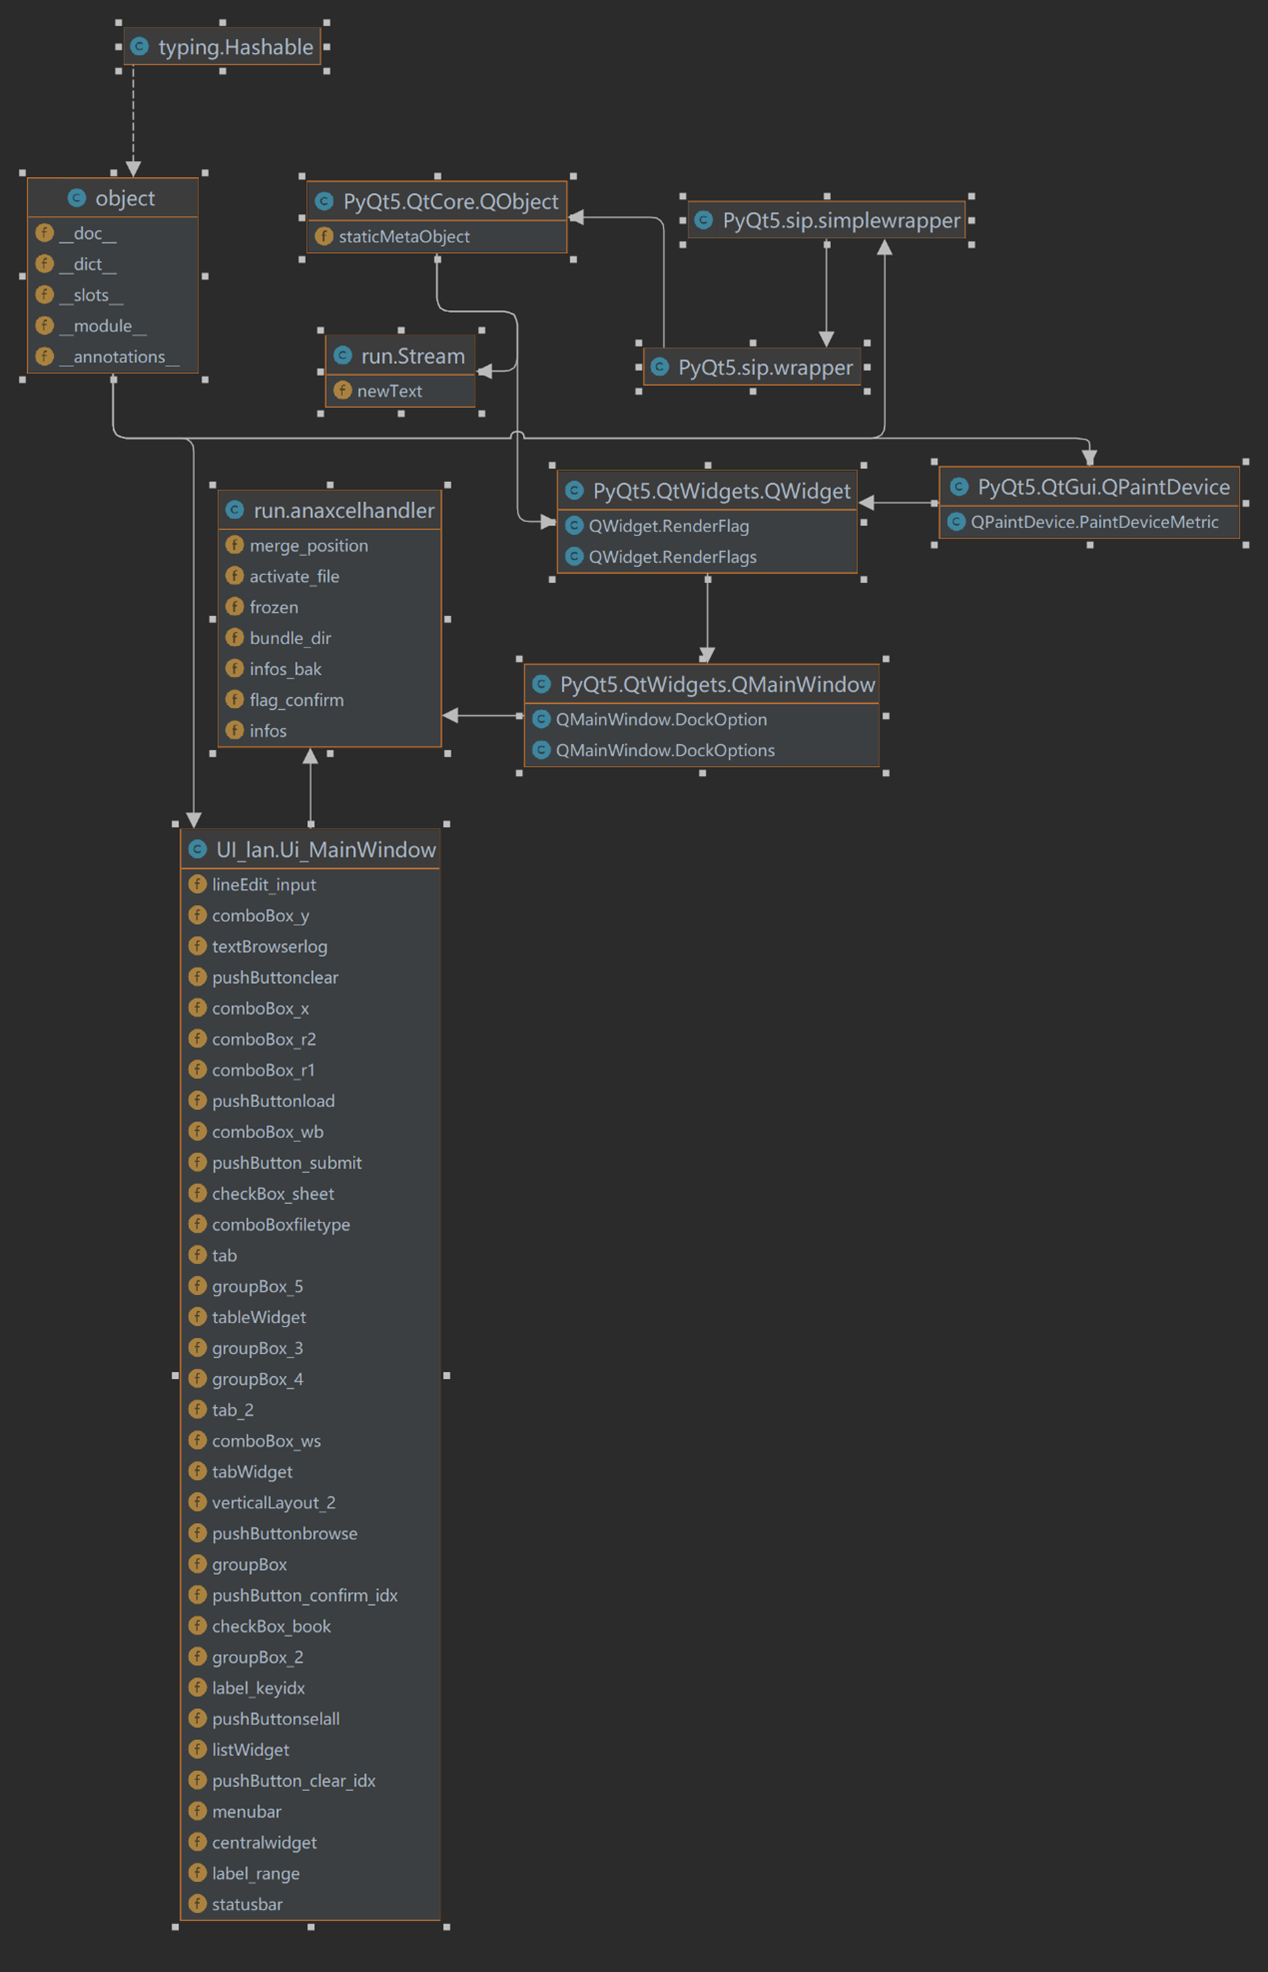 typing.Hashable
object
__doc__
__dict__
__slots__
__module__
__annotations__
PyQt5.QtCore.QObject
staticMetaObject
PyQt5.sip.simplewrapper
run.Stream
newText
PyQt5.sip.wrapper
PyQt5.QtWidgets.QWidget
QWidget.RenderFlag
QWidget.RenderFlags
PyQt5.QtGui.QPaintDevice
QPaintDevice.PaintDeviceMetric
run.anaxcelhandler
merge_position
activate_file
frozen
bundle_dir
infos_bak
flag_confirm
infos
PyQt5.QtWidgets.QMainWindow
QMainWindow.DockOption
QMainWindow.DockOptions
UI_lan.Ui_MainWindow
lineEdit_input
comboBox_y
textBrowserlog
pushButtonclear
comboBox_x
comboBox_r2
comboBox_r1
pushButtonload
comboBox_wb
pushButton_submit
checkBox_sheet
comboBoxfiletype
tab
groupBox_5
tableWidget
groupBox_3
groupBox_4
tab_2
comboBox_ws
tabWidget
verticalLayout_2
pushButtonbrowse
groupBox
pushButton_confirm_idx
checkBox_book
groupBox_2
label_keyidx
pushButtonselall
listWidget
pushButton_clear_idx
menubar
centralwidget
label_range
statusbar